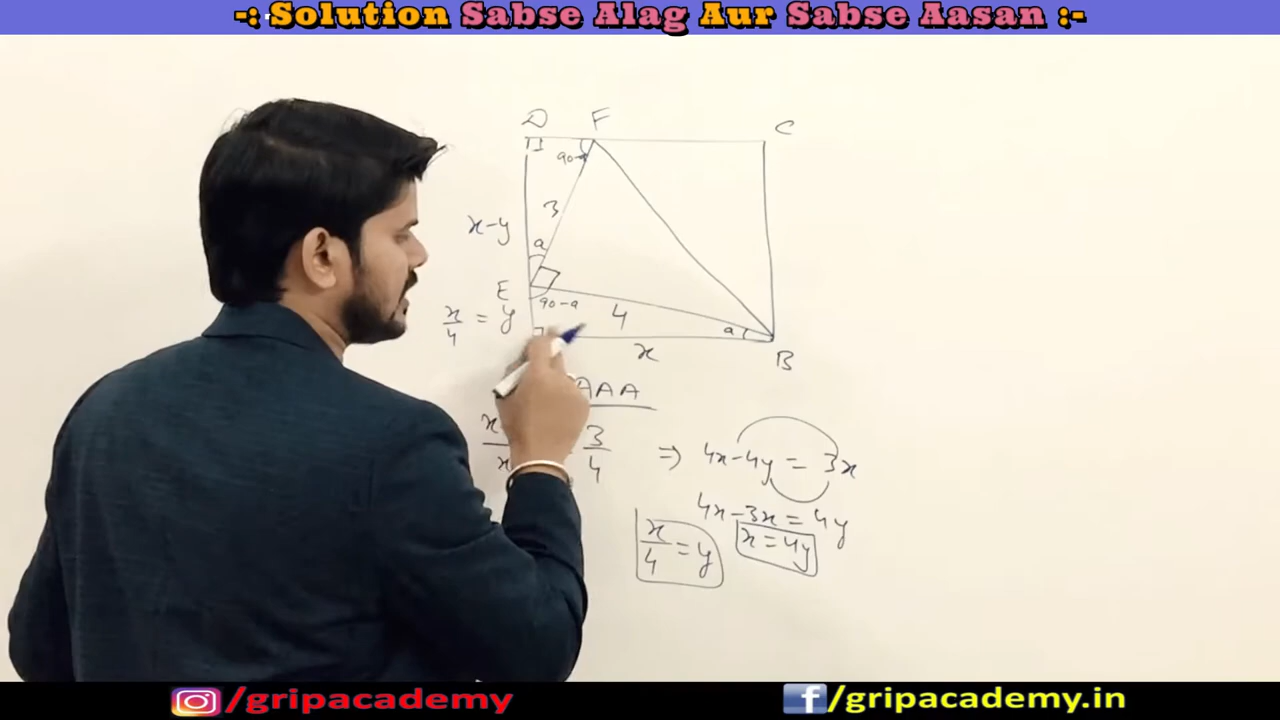 -: Solution Sabse Alag Aur Sabse Aasan :-
D F C
90-a
3
x-y
a
E
90-a
x/4 = y
4
a
x
B
AAA
x
x
3/4
⇒ 4x-4y = 3x
4x-3x = 4y
x = 4y
x/4 = y
/gripacademy
f /gripacademy.in